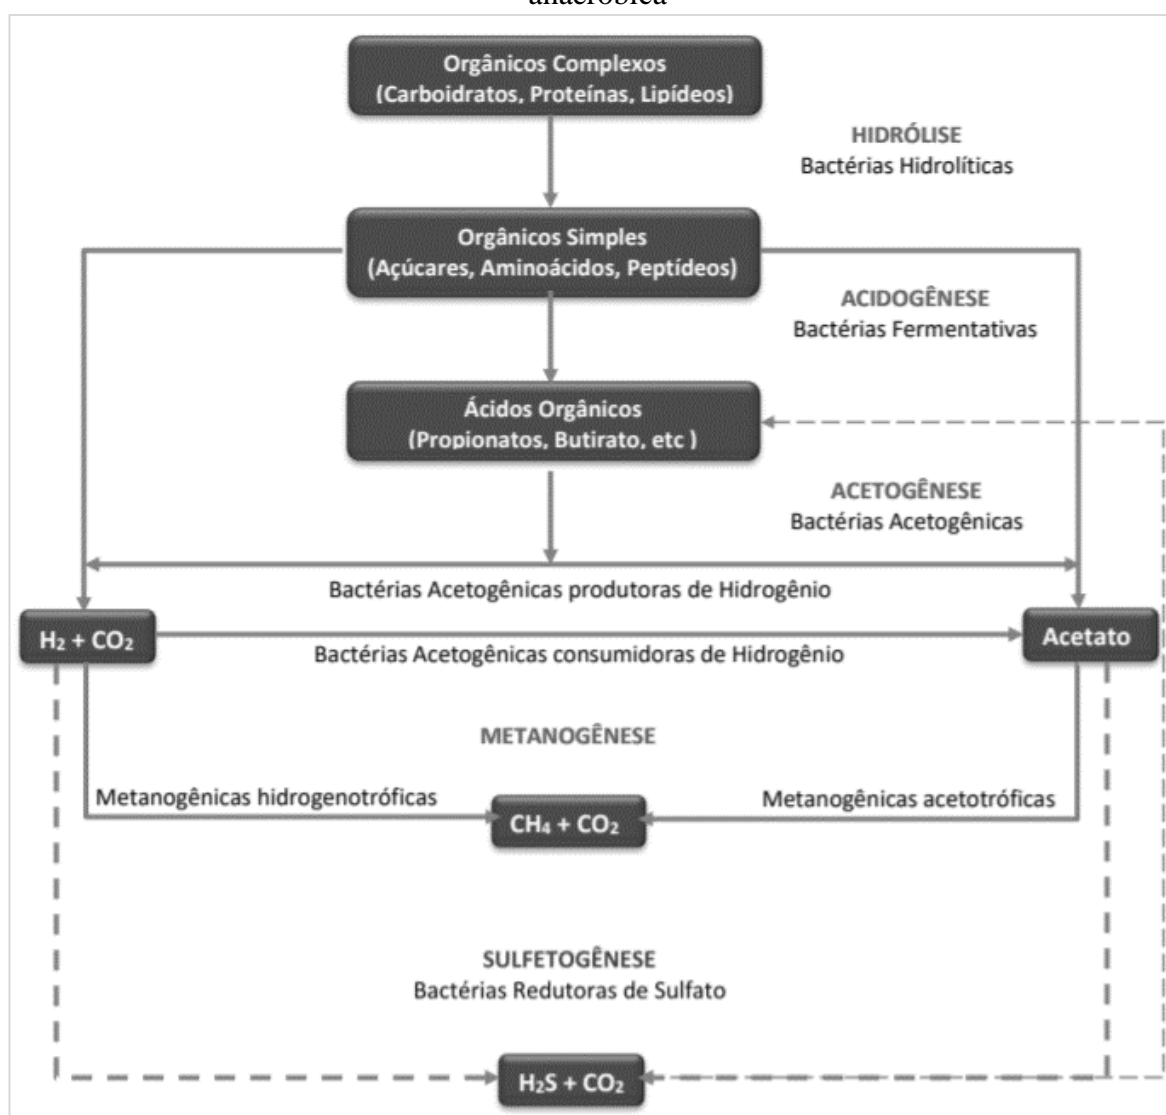 anaeróbica
Orgânicos Complexos
(Carboidratos, Proteínas, Lipídeos)
HIDRÓLISE
Bactérias Hidrolíticas
Orgânicos Simples
(Açúcares, Aminoácidos, Peptídeos)
ACIDOGÊNESE
Bactérias Fermentativas
Ácidos Orgânicos
(Propionatos, Butirato, etc )
ACETOGÊNESE
Bactérias Acetogênicas
Bactérias Acetogênicas produtoras de Hidrogênio
H₂ + CO₂
Acetato
Bactérias Acetogênicas consumidoras de Hidrogênio
METANOGÊNESE
Metanogênicas hidrogenotróficas
Metanogênicas acetotróficas
CH₄ + CO₂
SULFETOGÊNESE
Bactérias Redutoras de Sulfato
H₂S + CO₂